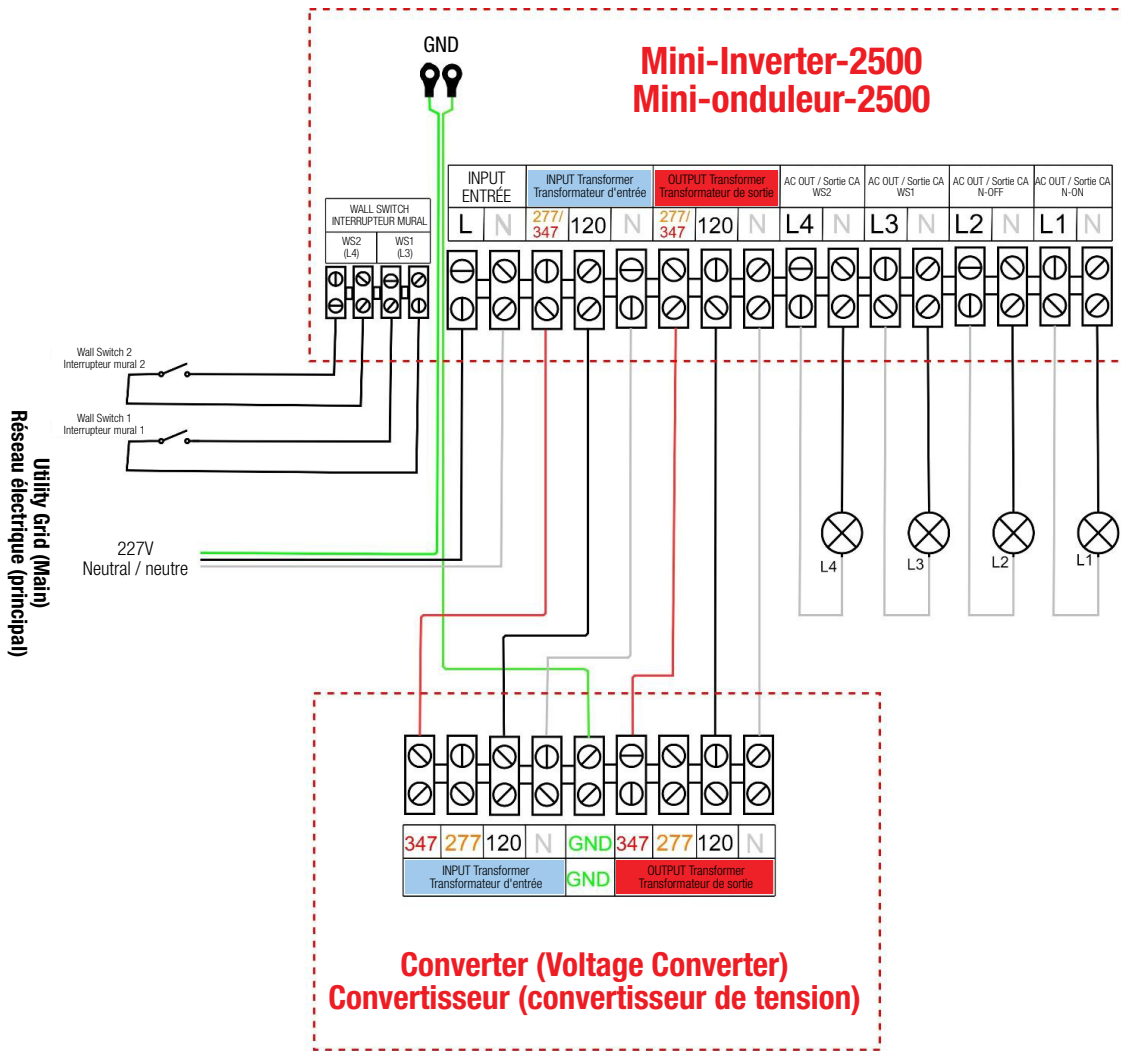 GND
Mini-Inverter-2500
Mini-onduleur-2500
INPUT
ENTRÉE
INPUT Transformer
Transformateur d'entrée
OUTPUT Transformer
Transformateur de sortie
AC OUT / Sortie CA
WS2
AC OUT / Sortie CA
WS1
AC OUT / Sortie CA
N-OFF
AC OUT / Sortie CA
N-ON
L N 277/347 120 N 277/347 120 N L4 N L3 N L2 N L1 N
WALL SWITCH
INTERRUPTEUR MURAL
WS2
(L4)
WS1
(L3)
Wall Switch 2
Interrupteur mural 2
Wall Switch 1
Interrupteur mural 1
Utility Grid (Main)
Réseau électrique (principal)
227V
Neutral / neutre
L4
L3
L2
L1
347 277 120 N GND 347 277 120 N
INPUT Transformer
Transformateur d'entrée
GND
OUTPUT Transformer
Transformateur de sortie
Converter (Voltage Converter)
Convertisseur (convertisseur de tension)